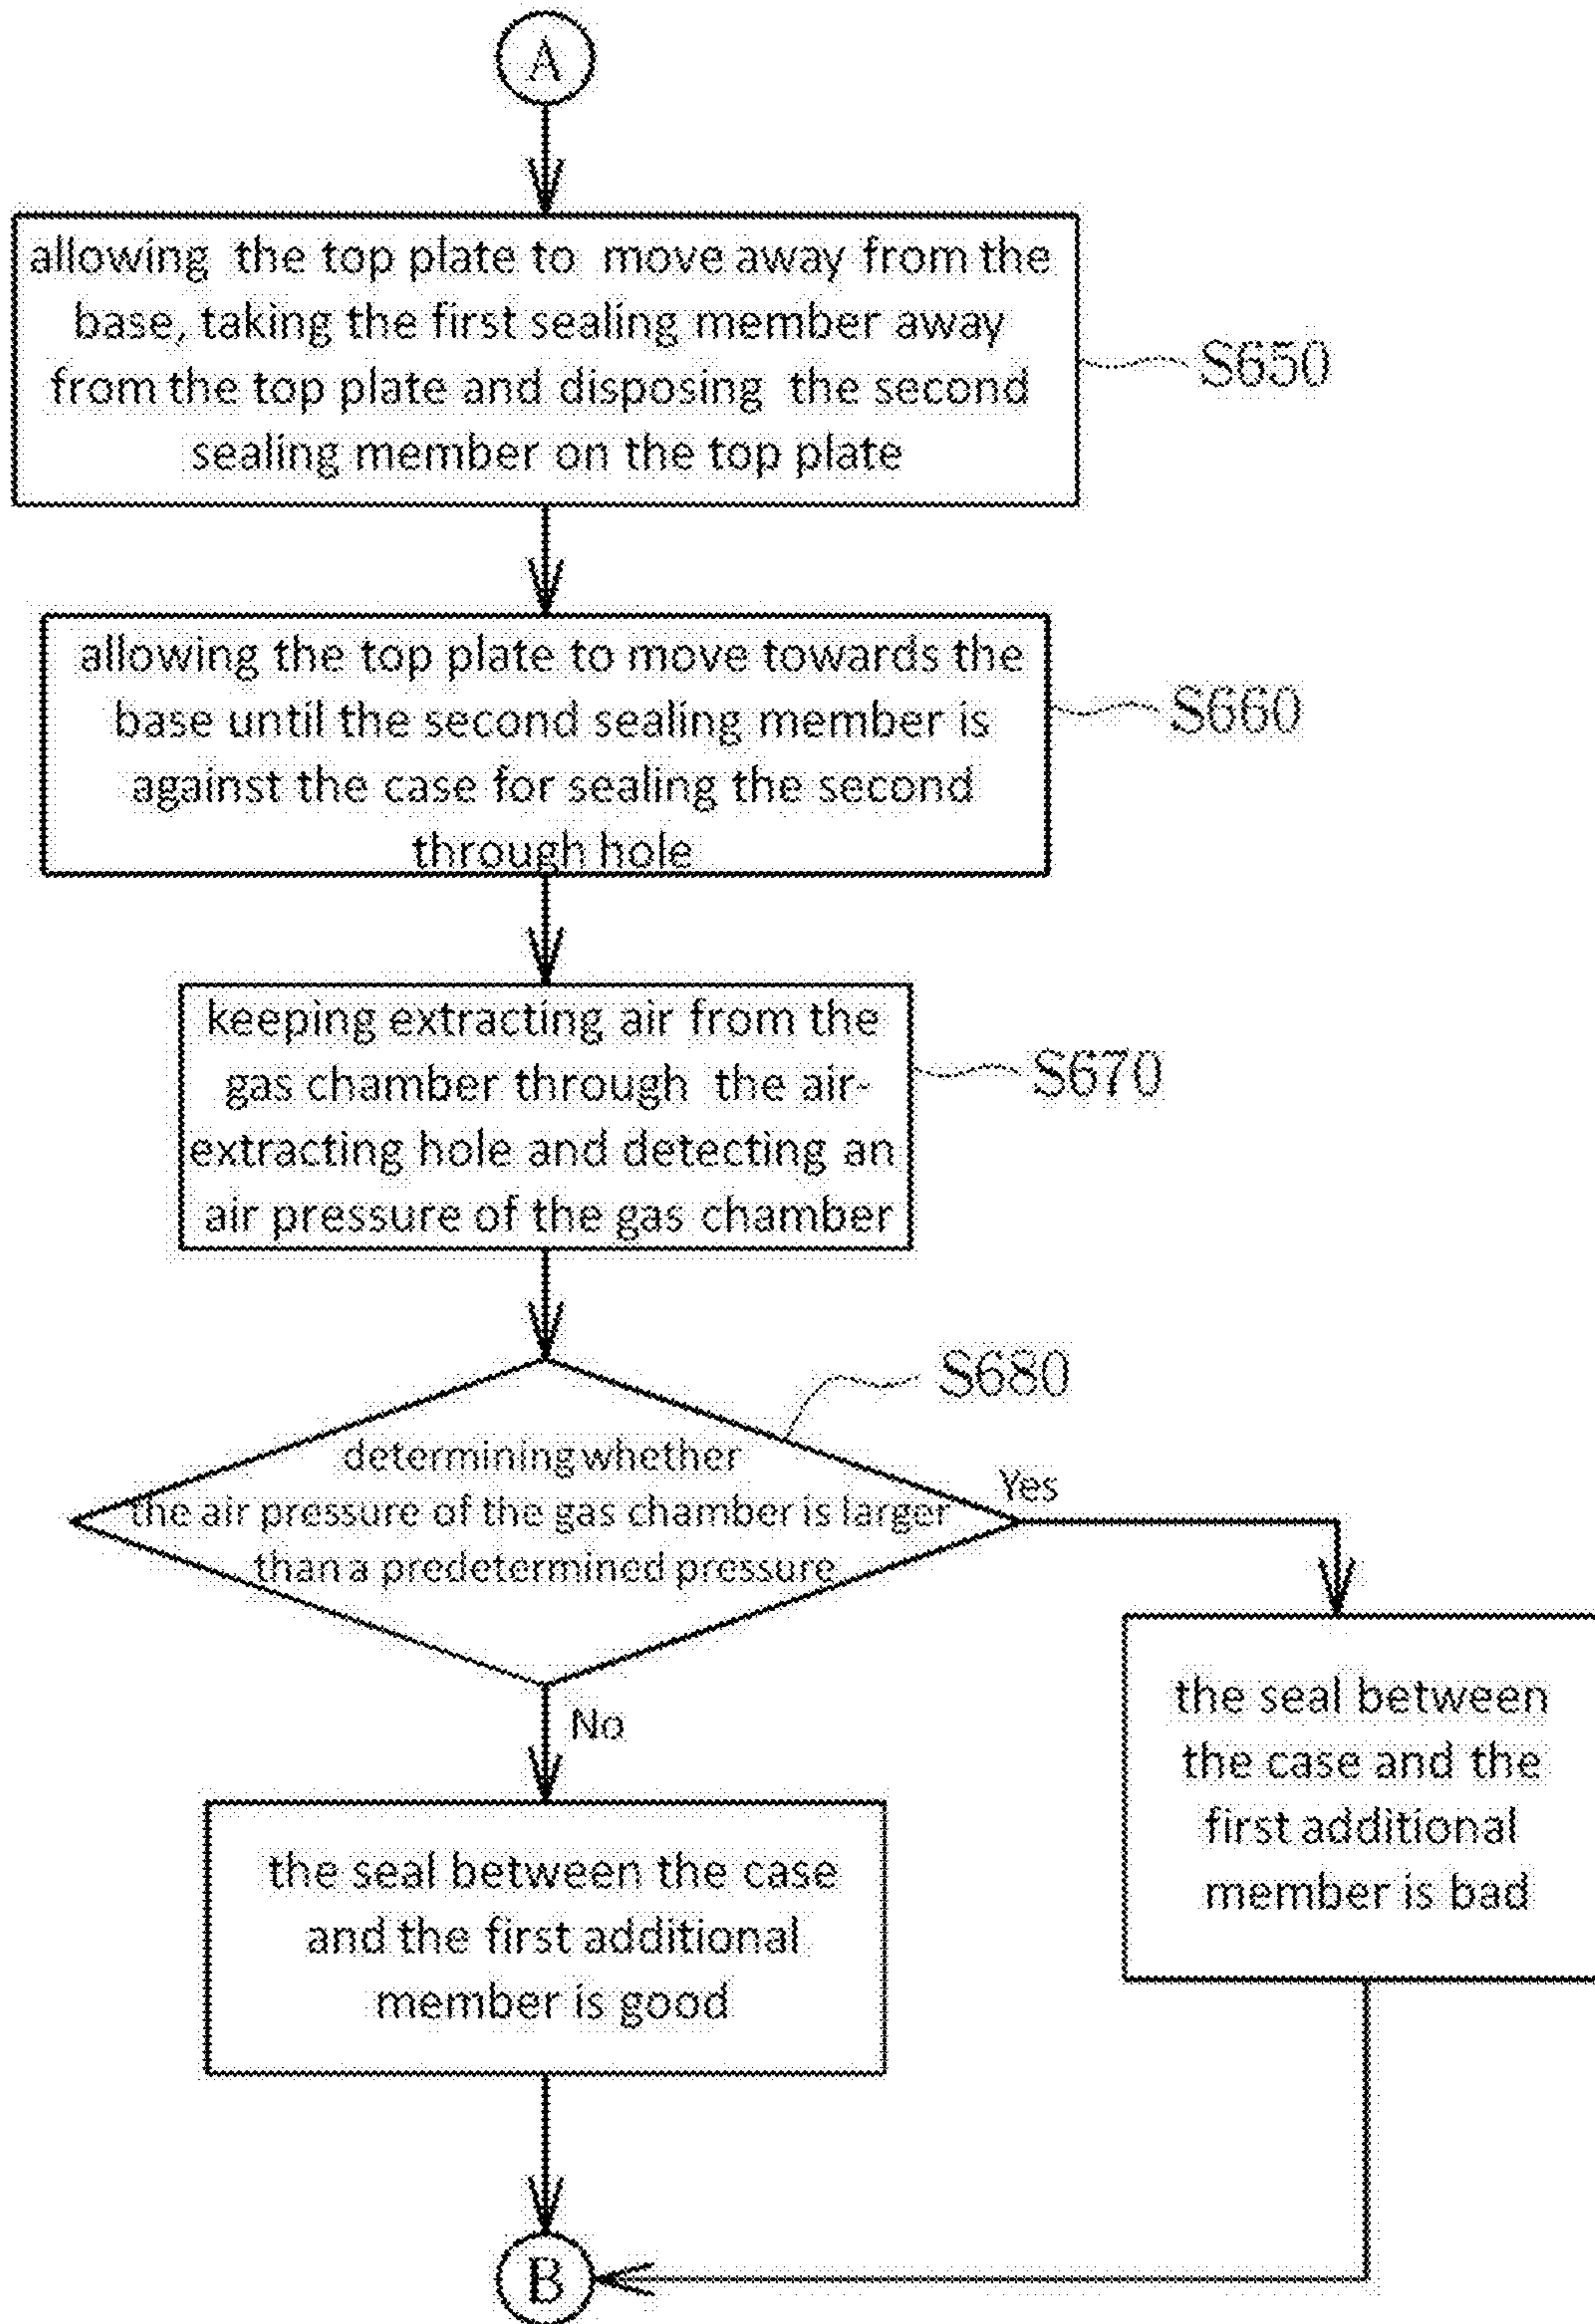 A
allowing the top plate to move away from the
base, taking the first sealing member away
from the top plate and disposing the second
sealing member on the top plate
S650
allowing the top plate to move towards the
base until the second sealing member is
against the case for sealing the second
through hole
S660
keeping extracting air from the
gas chamber through the air-
extracting hole and detecting an
air pressure of the gas chamber
S670
S680
determining whether
the air pressure of the gas chamber is larger
than a predetermined pressure
Yes
No
the seal between
the case and the
first additional
member is bad
the seal between the case
and the first additional
member is good
B